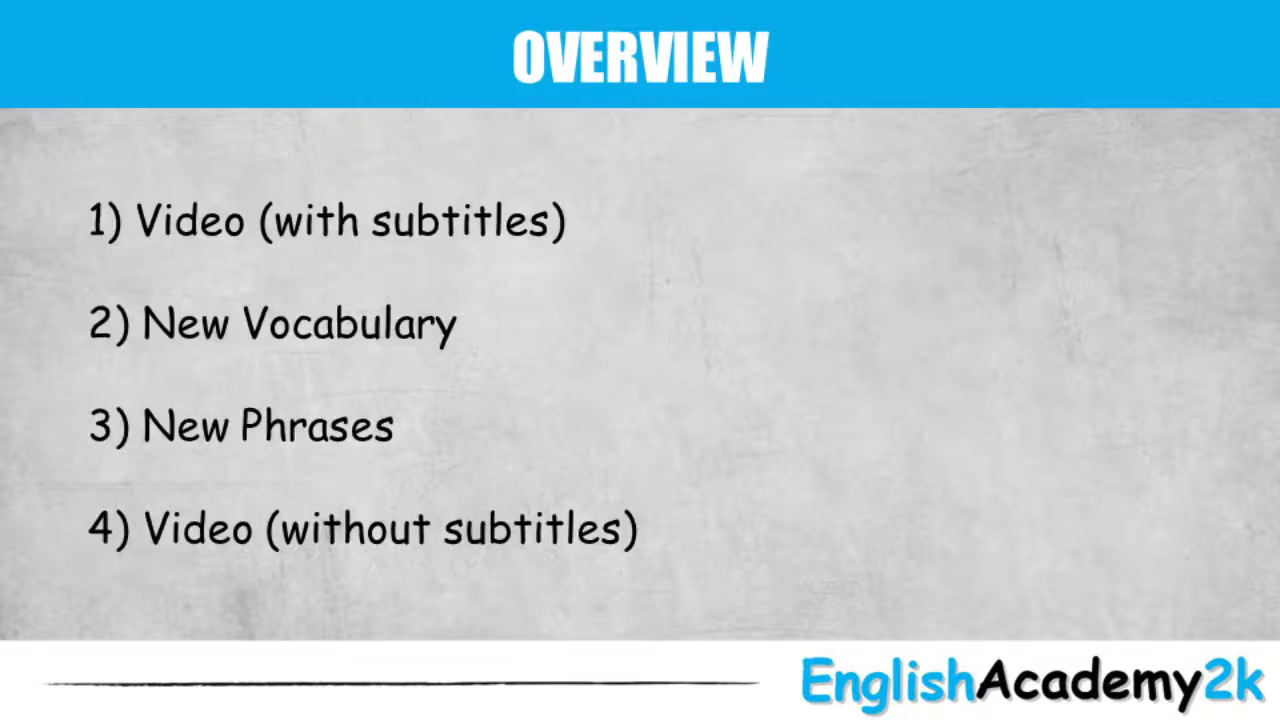 OVERVIEW
1) Video (with subtitles)
2) New Vocabulary
3) New Phrases
4) Video (without subtitles)
EnglishAcademy2k